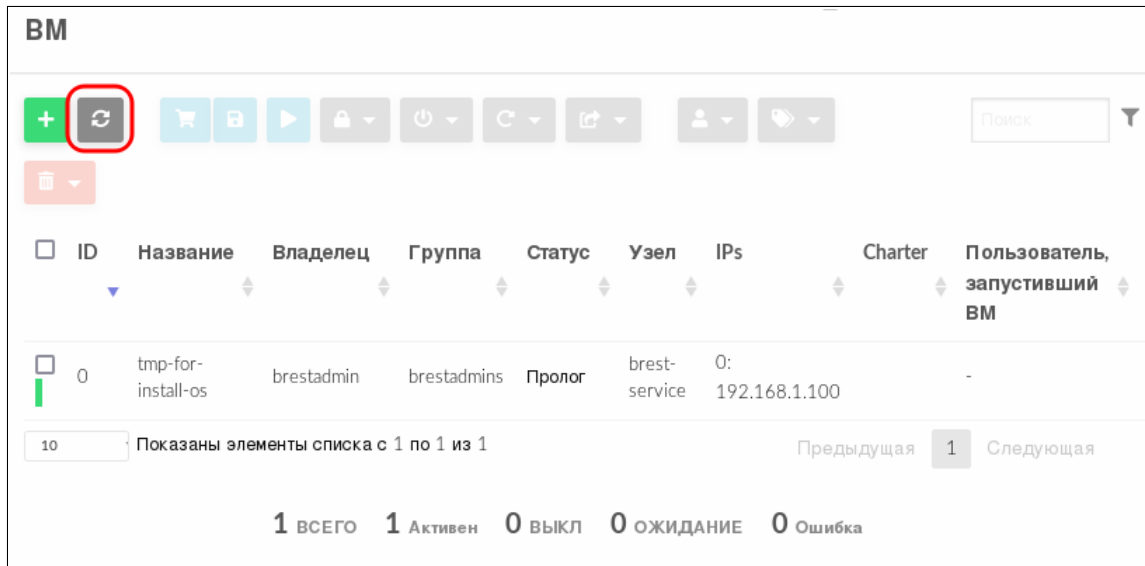 ВМ
Поиск
ID Название Владелец Группа Статус Узел IPs Charter Пользователь,
запустивший
ВМ
0 tmp-for-install-os brestadmin brestadmins Пролог brest-service 0: 192.168.1.100 -
10 Показаны элементы списка с 1 по 1 из 1 Предыдущая 1 Следующая
1 ВСЕГО 1 Активен 0 ВЫКЛ 0 ОЖИДАНИЕ 0 Ошибка